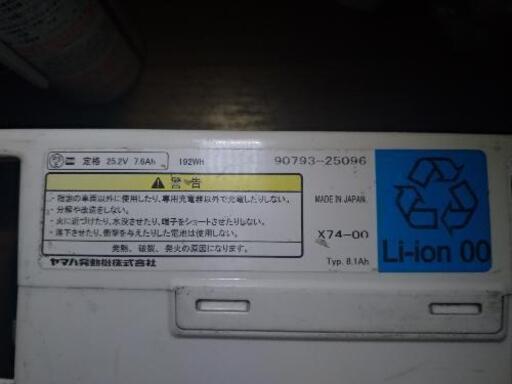 定格 25.2V 7.6Ah 192WH 90793-25096
警告
・指定の車両以外に使用したり、専用充電器以外で充電したりしない。
・分解や改造をしない。
・火に近づけたり、水没させたり、端子をショートさせたりしない。
・落下させたり、衝撃を与えたりした電池は使用しない。
発熱、破裂、発火の原因になります。
ヤマハ発動機株式会社
MADE IN JAPAN.
X74-00
Typ. 8.1Ah
Li-ion 00